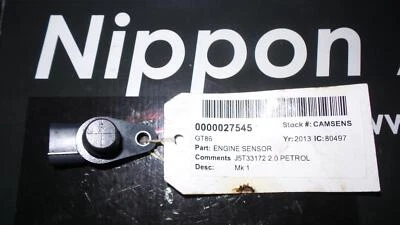 Nippon
0000027545 Stock #: CAMSENS
GT86 Yr: 2013 IC: 80497
Part: ENGINE SENSOR
Comments J5T33172 2.0 PETROL
Desc: Mk 1
www.